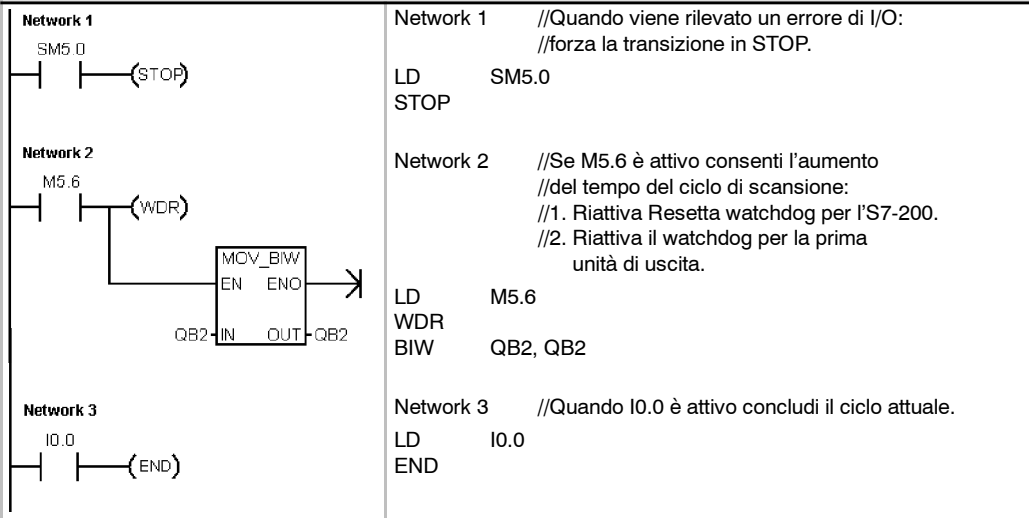 Network 1
SM5.0
(STOP)
Network 2
M5.6
(WDR)
MOV_BIW
EN ENO
QB2 IN OUT QB2
Network 3
I0.0
(END)
Network 1 //Quando viene rilevato un errore di I/O:
//forza la transizione in STOP.
LD SM5.0
STOP
Network 2 //Se M5.6 è attivo consenti l'aumento
//del tempo del ciclo di scansione:
//1. Riattiva Resetta watchdog per l'S7-200.
//2. Riattiva il watchdog per la prima
unità di uscita.
LD M5.6
WDR
BIW QB2, QB2
Network 3 //Quando I0.0 è attivo concludi il ciclo attuale.
LD I0.0
END